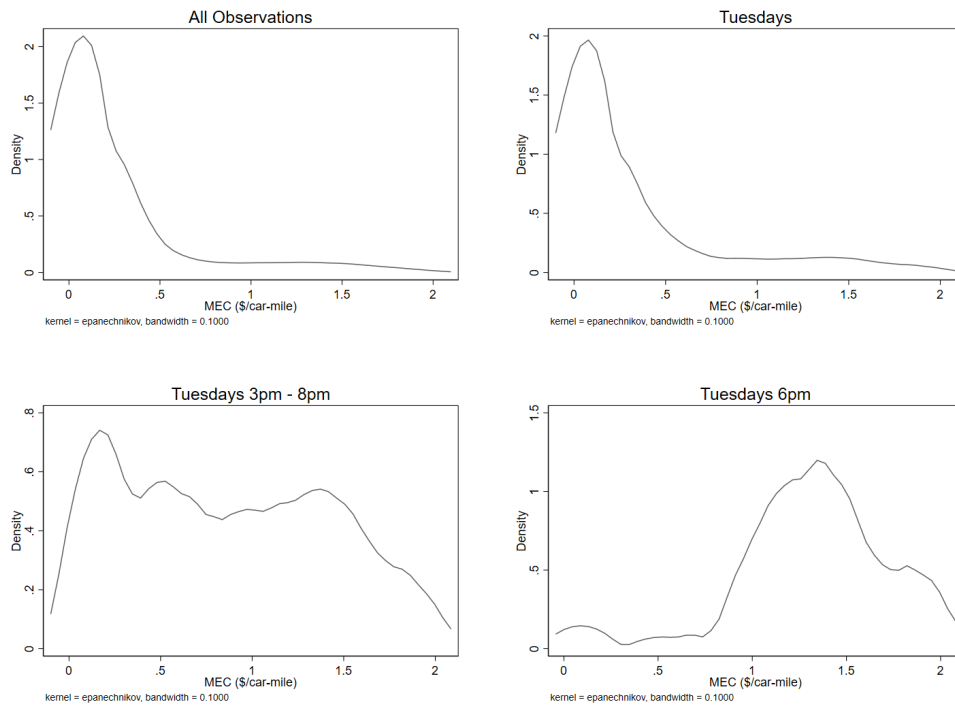 All Observations
Density
0
.5
1
1.5
2
0
.5
1
1.5
2
MEC ($/car-mile)
kernel = epanechnikov, bandwidth = 0.1000
Tuesdays
Density
0
.5
1
1.5
2
0
.5
1
1.5
2
MEC ($/car-mile)
kernel = epanechnikov, bandwidth = 0.1000
Tuesdays 3pm - 8pm
Density
0
.2
.4
.6
.8
0
.5
1
1.5
2
MEC ($/car-mile)
kernel = epanechnikov, bandwidth = 0.1000
Tuesdays 6pm
Density
0
.5
1
1.5
0
.5
1
1.5
2
MEC ($/car-mile)
kernel = epanechnikov, bandwidth = 0.1000